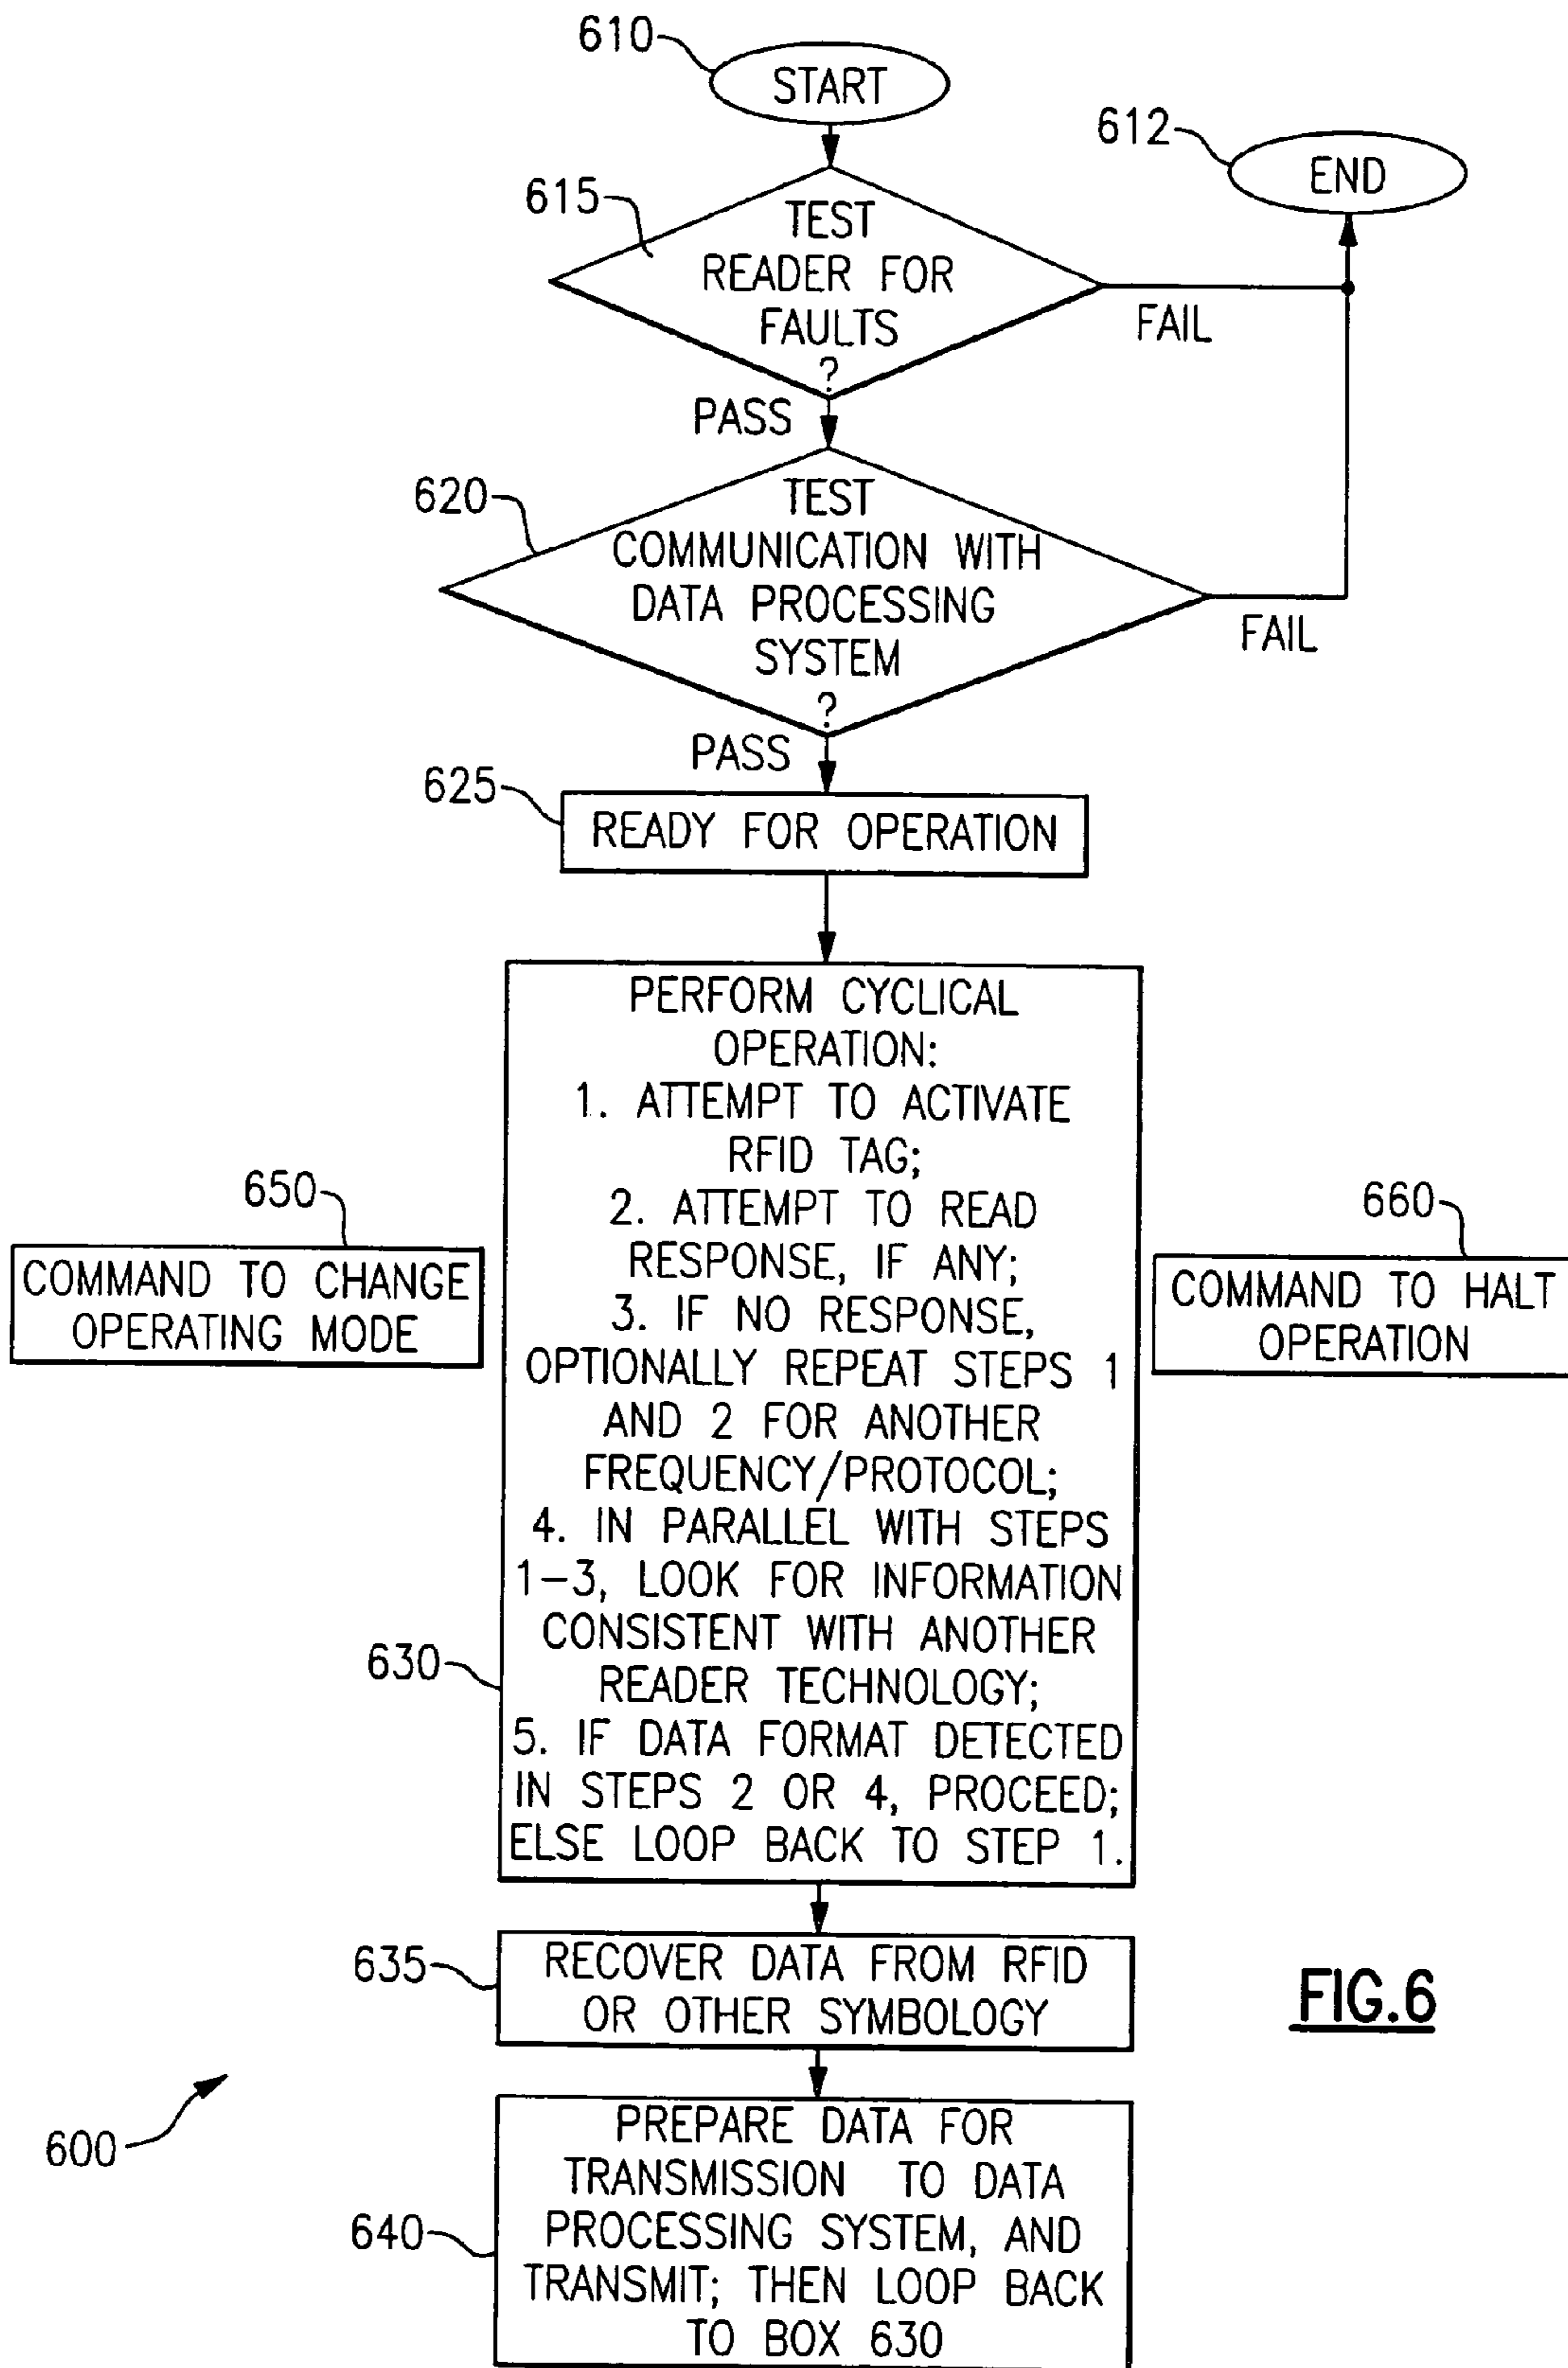 610
START
612
END
615
TEST
READER FOR
FAULTS
?
FAIL
PASS
620
TEST
COMMUNICATION WITH
DATA PROCESSING
SYSTEM
?
FAIL
PASS
625
READY FOR OPERATION
PERFORM CYCLICAL
OPERATION:
1. ATTEMPT TO ACTIVATE
RFID TAG;
2. ATTEMPT TO READ
RESPONSE, IF ANY;
3. IF NO RESPONSE,
OPTIONALLY REPEAT STEPS 1
AND 2 FOR ANOTHER
FREQUENCY/PROTOCOL;
4. IN PARALLEL WITH STEPS
1-3, LOOK FOR INFORMATION
CONSISTENT WITH ANOTHER
READER TECHNOLOGY;
5. IF DATA FORMAT DETECTED
IN STEPS 2 OR 4, PROCEED;
ELSE LOOP BACK TO STEP 1.
650
COMMAND TO CHANGE
OPERATING MODE
660
COMMAND TO HALT
OPERATION
630
635
RECOVER DATA FROM RFID
OR OTHER SYMBOLOGY
FIG.6
600
640
PREPARE DATA FOR
TRANSMISSION TO DATA
PROCESSING SYSTEM, AND
TRANSMIT; THEN LOOP BACK
TO BOX 630